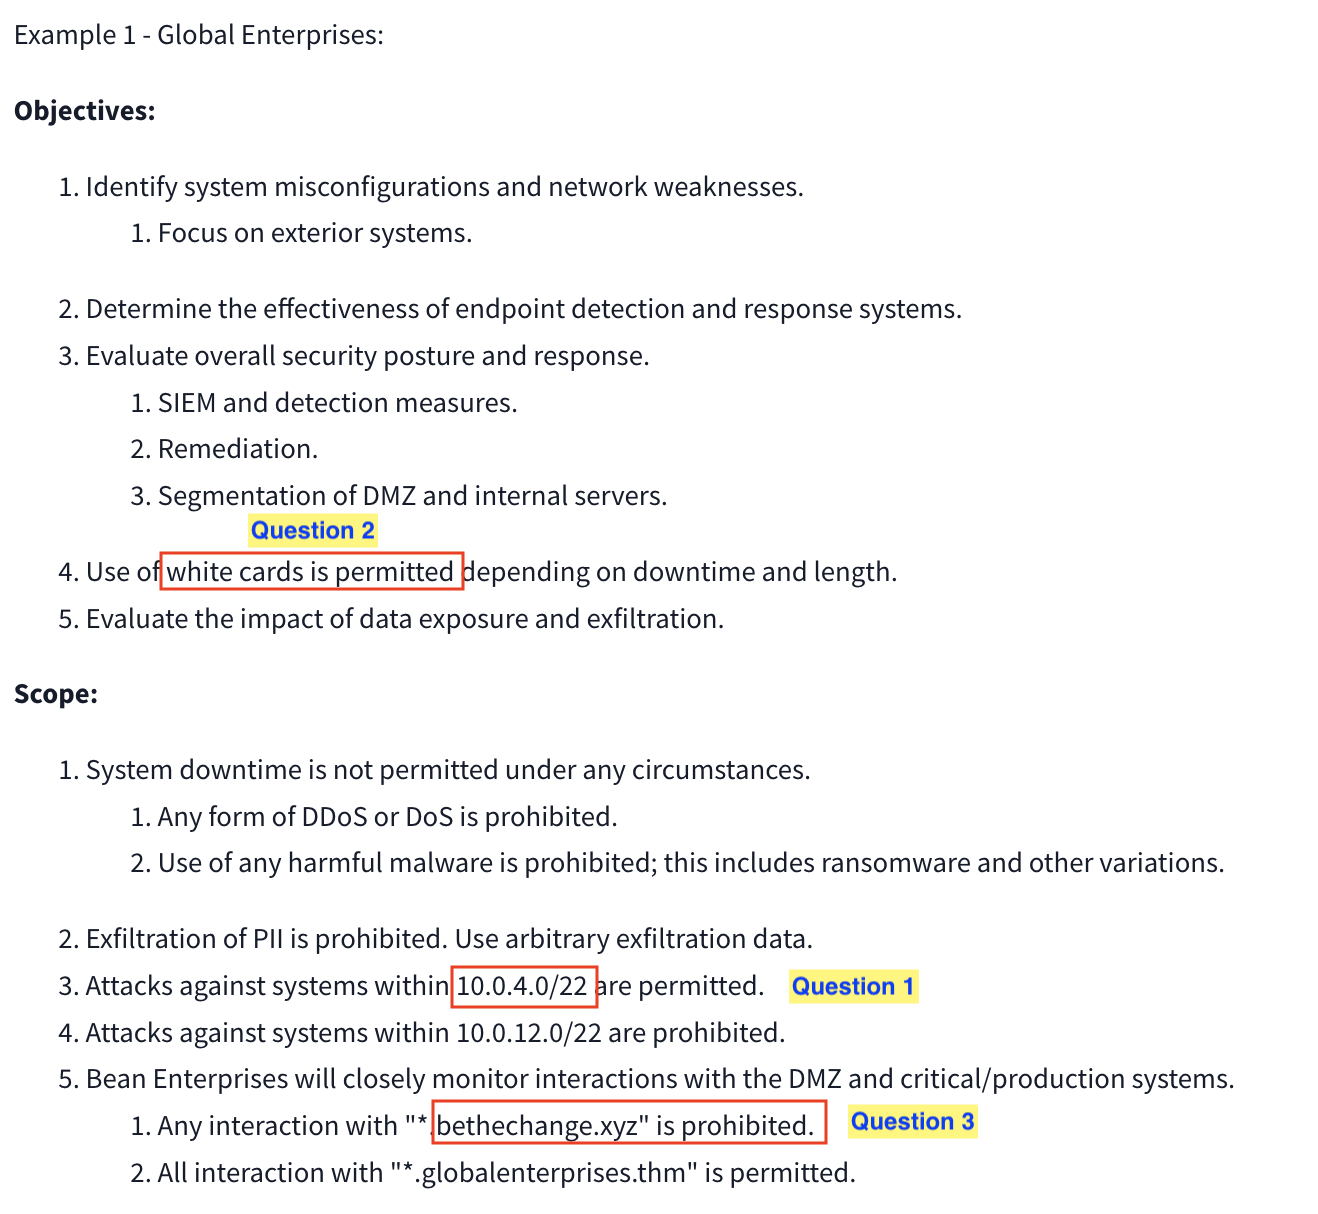 Example 1 - Global Enterprises:
Objectives:
1. Identify system misconfigurations and network weaknesses.
1. Focus on exterior systems.
2. Determine the effectiveness of endpoint detection and response systems.
3. Evaluate overall security posture and response.
1. SIEM and detection measures.
2. Remediation.
3. Segmentation of DMZ and internal servers.
Question 2
4. Use of white cards is permitted depending on downtime and length.
5. Evaluate the impact of data exposure and exfiltration.
Scope:
1. System downtime is not permitted under any circumstances.
1. Any form of DDoS or DoS is prohibited.
2. Use of any harmful malware is prohibited; this includes ransomware and other variations.
2. Exfiltration of PII is prohibited. Use arbitrary exfiltration data.
3. Attacks against systems within 10.0.4.0/22 are permitted. Question 1
4. Attacks against systems within 10.0.12.0/22 are prohibited.
5. Bean Enterprises will closely monitor interactions with the DMZ and critical/production systems.
1. Any interaction with "*.bethechange.xyz" is prohibited. Question 3
2. All interaction with "*.globalenterprises.thm" is permitted.